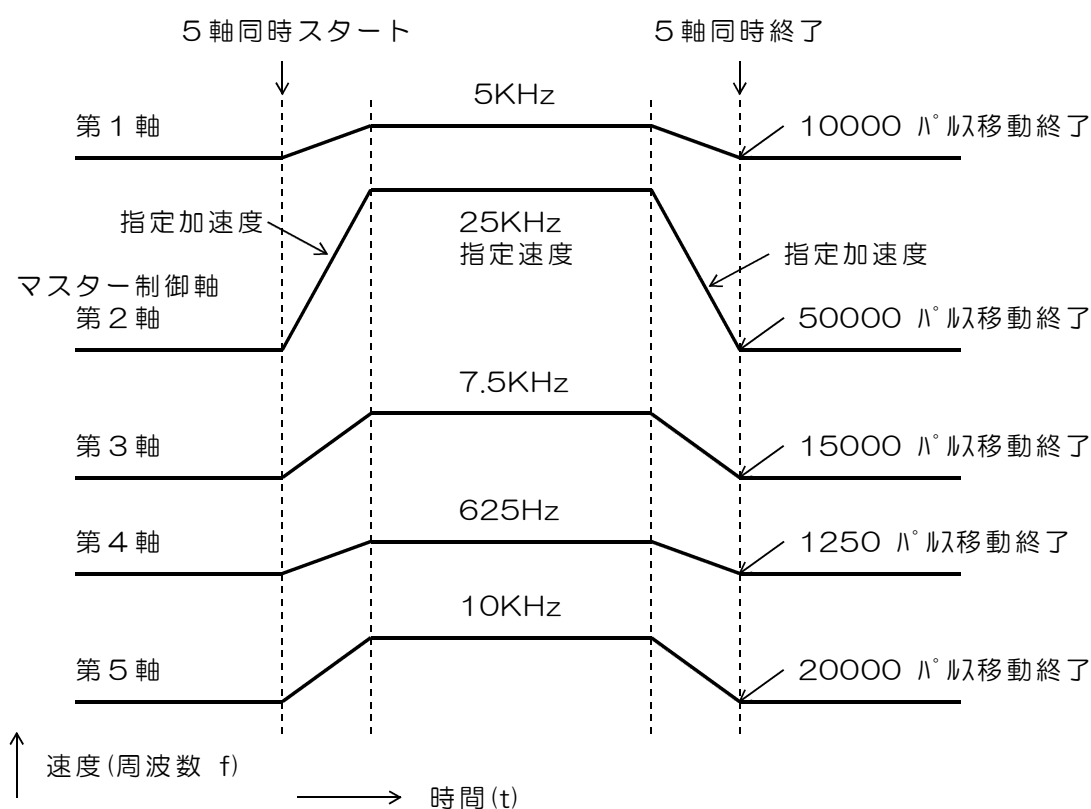 5軸同時スタート
5軸同時終了
5KHz
第1軸
10000 ﾊﾟﾙｽ移動終了
指定加速度
25KHz
指定速度
指定加速度
マスター制御軸
第2軸
50000 ﾊﾟﾙｽ移動終了
7.5KHz
第3軸
15000 ﾊﾟﾙｽ移動終了
625Hz
第4軸
1250 ﾊﾟﾙｽ移動終了
10KHz
第5軸
20000 ﾊﾟﾙｽ移動終了
速度(周波数 f)
時間(t)